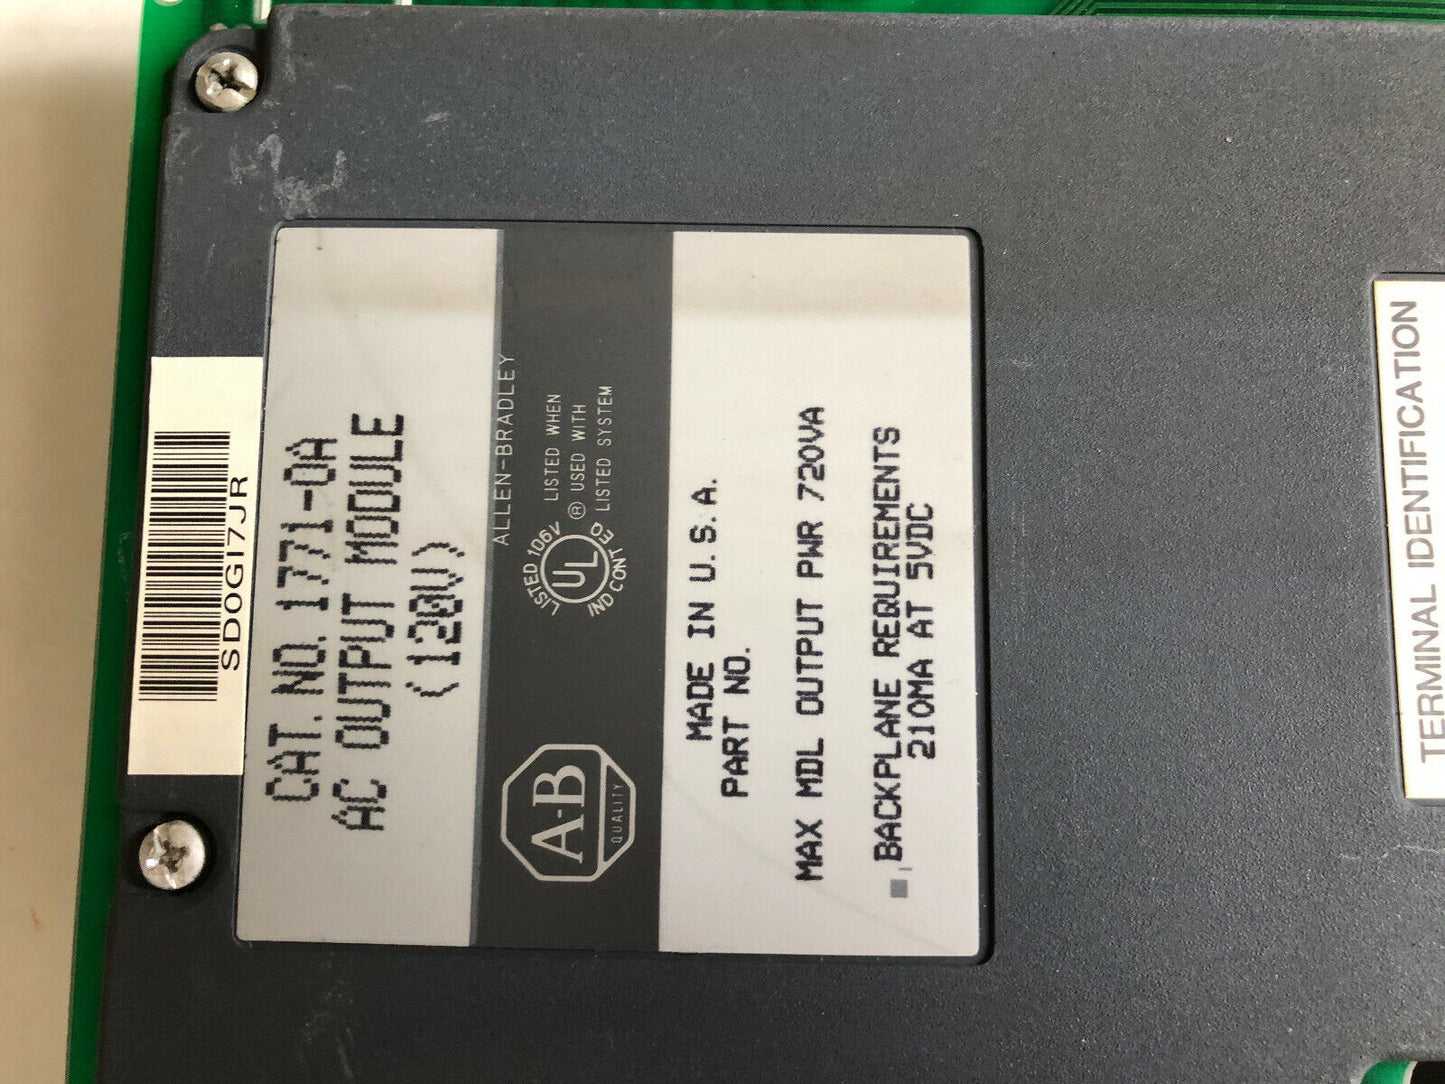 SD0GI7JR
CAT. NO. 1771-OA
AC OUTPUT MODULE
(120V)
ALLEN-BRADLEY
LISTED 106V
UL
IND CONT EQ
LISTED WHEN
® USED WITH
LISTED SYSTEM
A-B
QUALITY
MADE IN U.S.A.
PART NO.
MAX MDL OUTPUT PWR 720VA
BACKPLANE REQUIREMENTS
210MA AT 5VDC
TERMINAL IDENTIFICATION